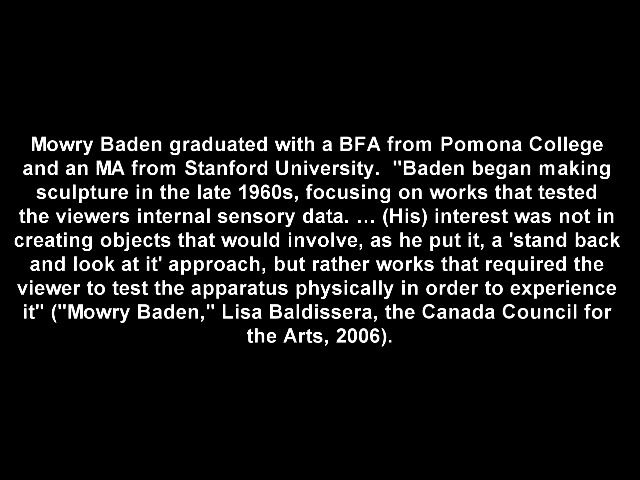 Mowry Baden graduated with a BFA from Pomona College
and an MA from Stanford University.  "Baden began making
sculpture in the late 1960s, focusing on works that tested
the viewers internal sensory data. ... (His) interest was not in
creating objects that would involve, as he put it, a 'stand back
and look at it' approach, but rather works that required the
viewer to test the apparatus physically in order to experience
it" ("Mowry Baden," Lisa Baldissera, the Canada Council for
the Arts, 2006).